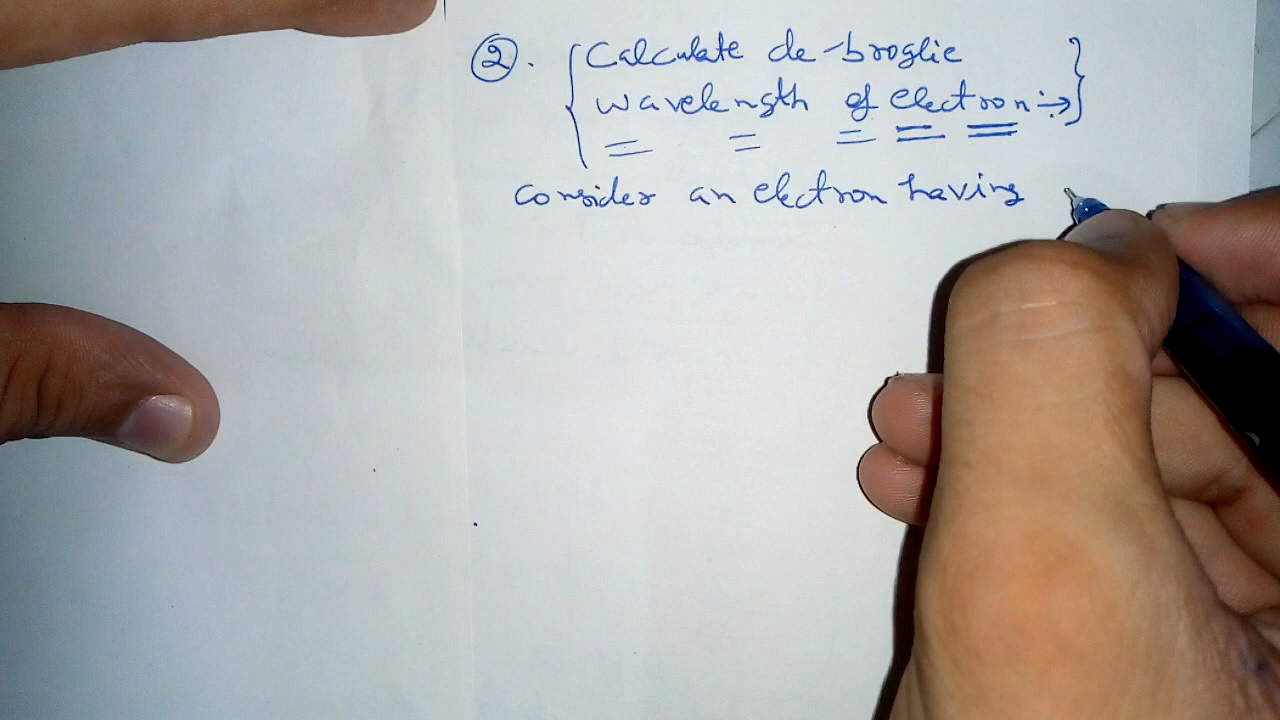 2. Calculate de-broglie
wavelength of electron:→
consider an electron having